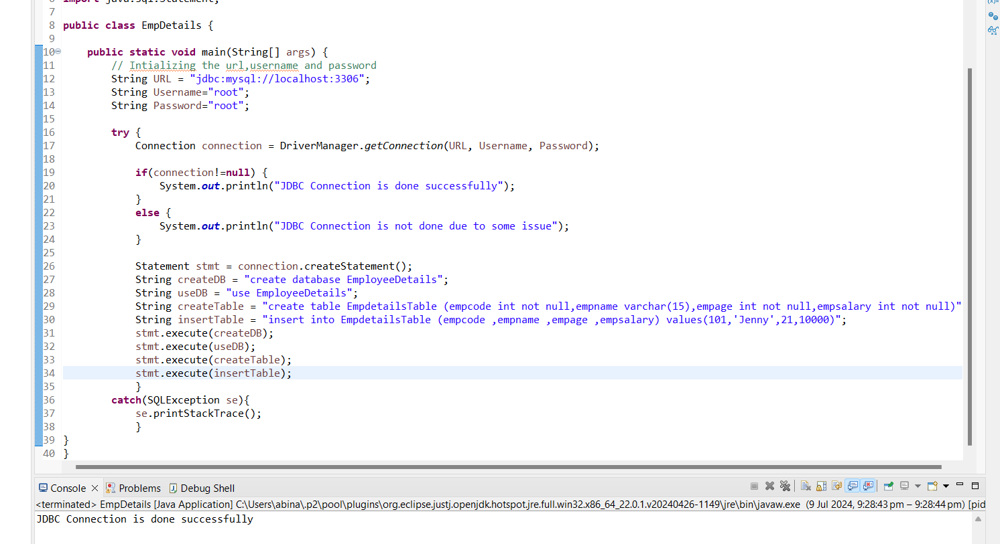 import java.sql.Statement;
7
8 public class EmpDetails {
9
10 public static void main(String[] args) {
11 // Intializing the url,username and password
12 String URL = "jdbc:mysql://localhost:3306";
13 String Username="root";
14 String Password="root";
15
16 try {
17 Connection connection = DriverManager.getConnection(URL, Username, Password);
18
19 if(connection!=null) {
20 System.out.println("JDBC Connection is done successfully");
21 }
22 else {
23 System.out.println("JDBC Connection is not done due to some issue");
24 }
25
26 Statement stmt = connection.createStatement();
27 String createDB = "create database EmployeeDetails";
28 String useDB = "use EmployeeDetails";
29 String createTable = "create table EmpdetailsTable (empcode int not null,empname varchar(15),empage int not null,empsalary int not null)"
30 String insertTable = "insert into EmpdetailsTable (empcode ,empname ,empage ,empsalary) values(101,'Jenny',21,10000)";
31 stmt.execute(createDB);
32 stmt.execute(useDB);
33 stmt.execute(createTable);
34 stmt.execute(insertTable);
35 }
36 catch(SQLException se){
37 se.printStackTrace();
38 }
39 }
40 }
Console Problems Debug Shell
<terminated> EmpDetails [Java Application] C:\Users\abina\.p2\pool\plugins\org.eclipse.justj.openjdk.hotspot.jre.full.win32.x86_64_22.0.1.v20240426-1149\jre\bin\javaw.exe (9 Jul 2024, 9:28:43 pm – 9:28:44 pm) [pid
JDBC Connection is done successfully